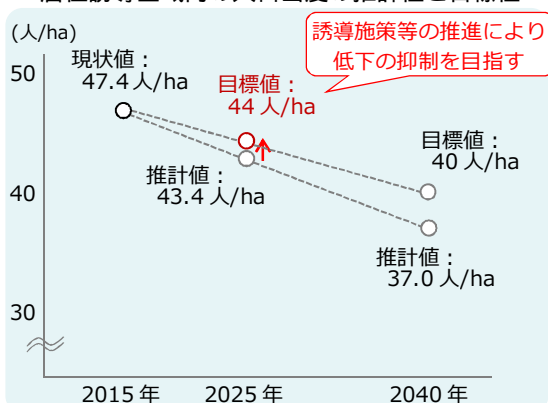 (人/ha)
誘導施策等の推進により
低下の抑制を目指す
50
現状値：
47.4 人/ha
目標値：
44 人/ha
目標値：
40 人/ha
40
推計値：
43.4 人/ha
推計値：
37.0 人/ha
30
2015 年
2025 年
2040 年